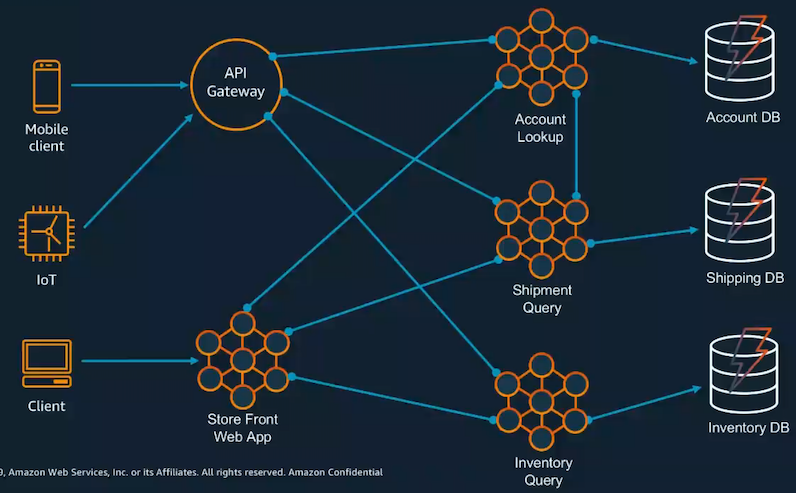 API
Gateway
Mobile
client
IoT
Client
Store Front
Web App
Account
Lookup
Shipment
Query
Inventory
Query
Account DB
Shipping DB
Inventory DB
, Amazon Web Services, Inc. or its Affiliates. All rights reserved. Amazon Confidential